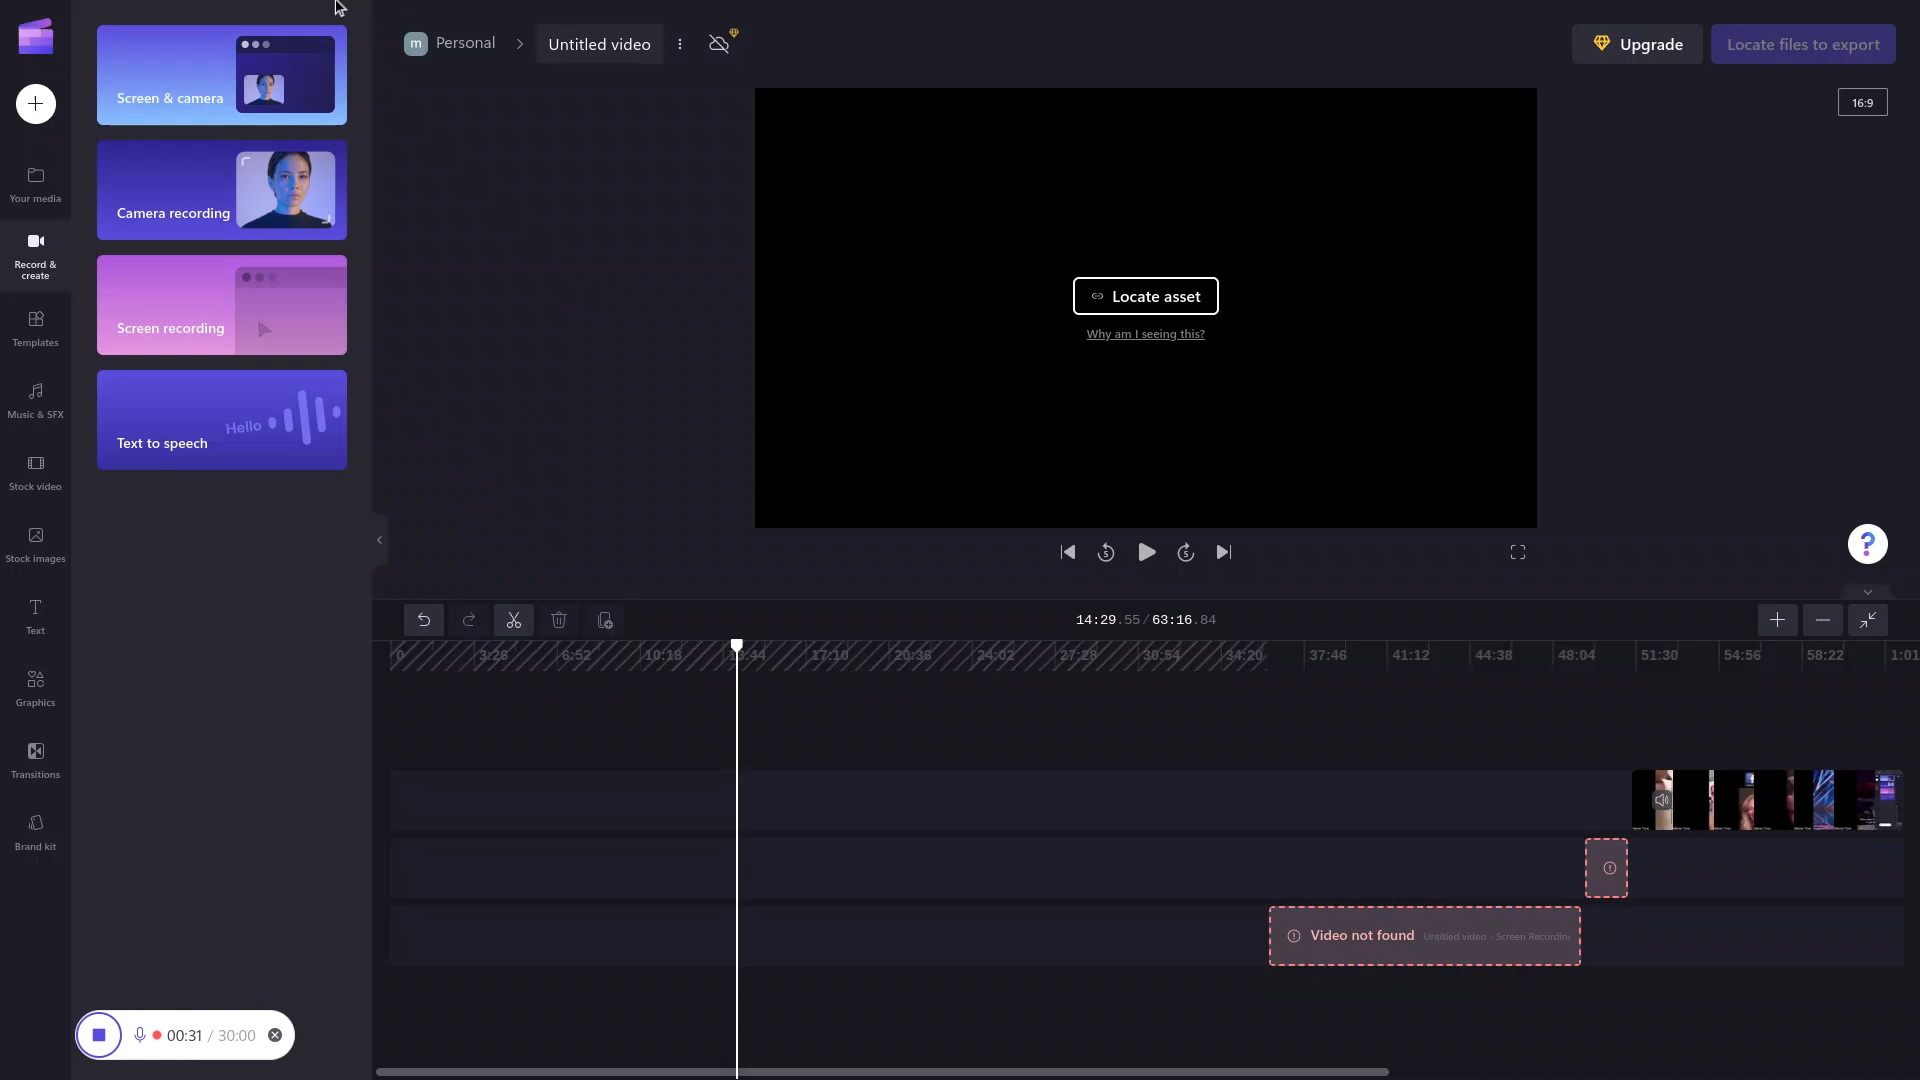 m Personal
Untitled video
Upgrade
Locate files to export
16:9
Screen & camera
Camera recording
Screen recording
Hello
Text to speech
Your media
Record &
create
Templates
Music & SFX
Stock video
Stock images
Text
Graphics
Transitions
Brand kit
Locate asset
Why am I seeing this?
5
5
?
14:29.55 / 63:16.84
0 3:26 6:52 10:18 13:44 17:10 20:36 24:02 27:28 30:54 34:20 37:46 41:12 44:38 48:04 51:30 54:56 58:22 1:01
Video not found Untitled video - Screen Recording
00:31 / 30:00